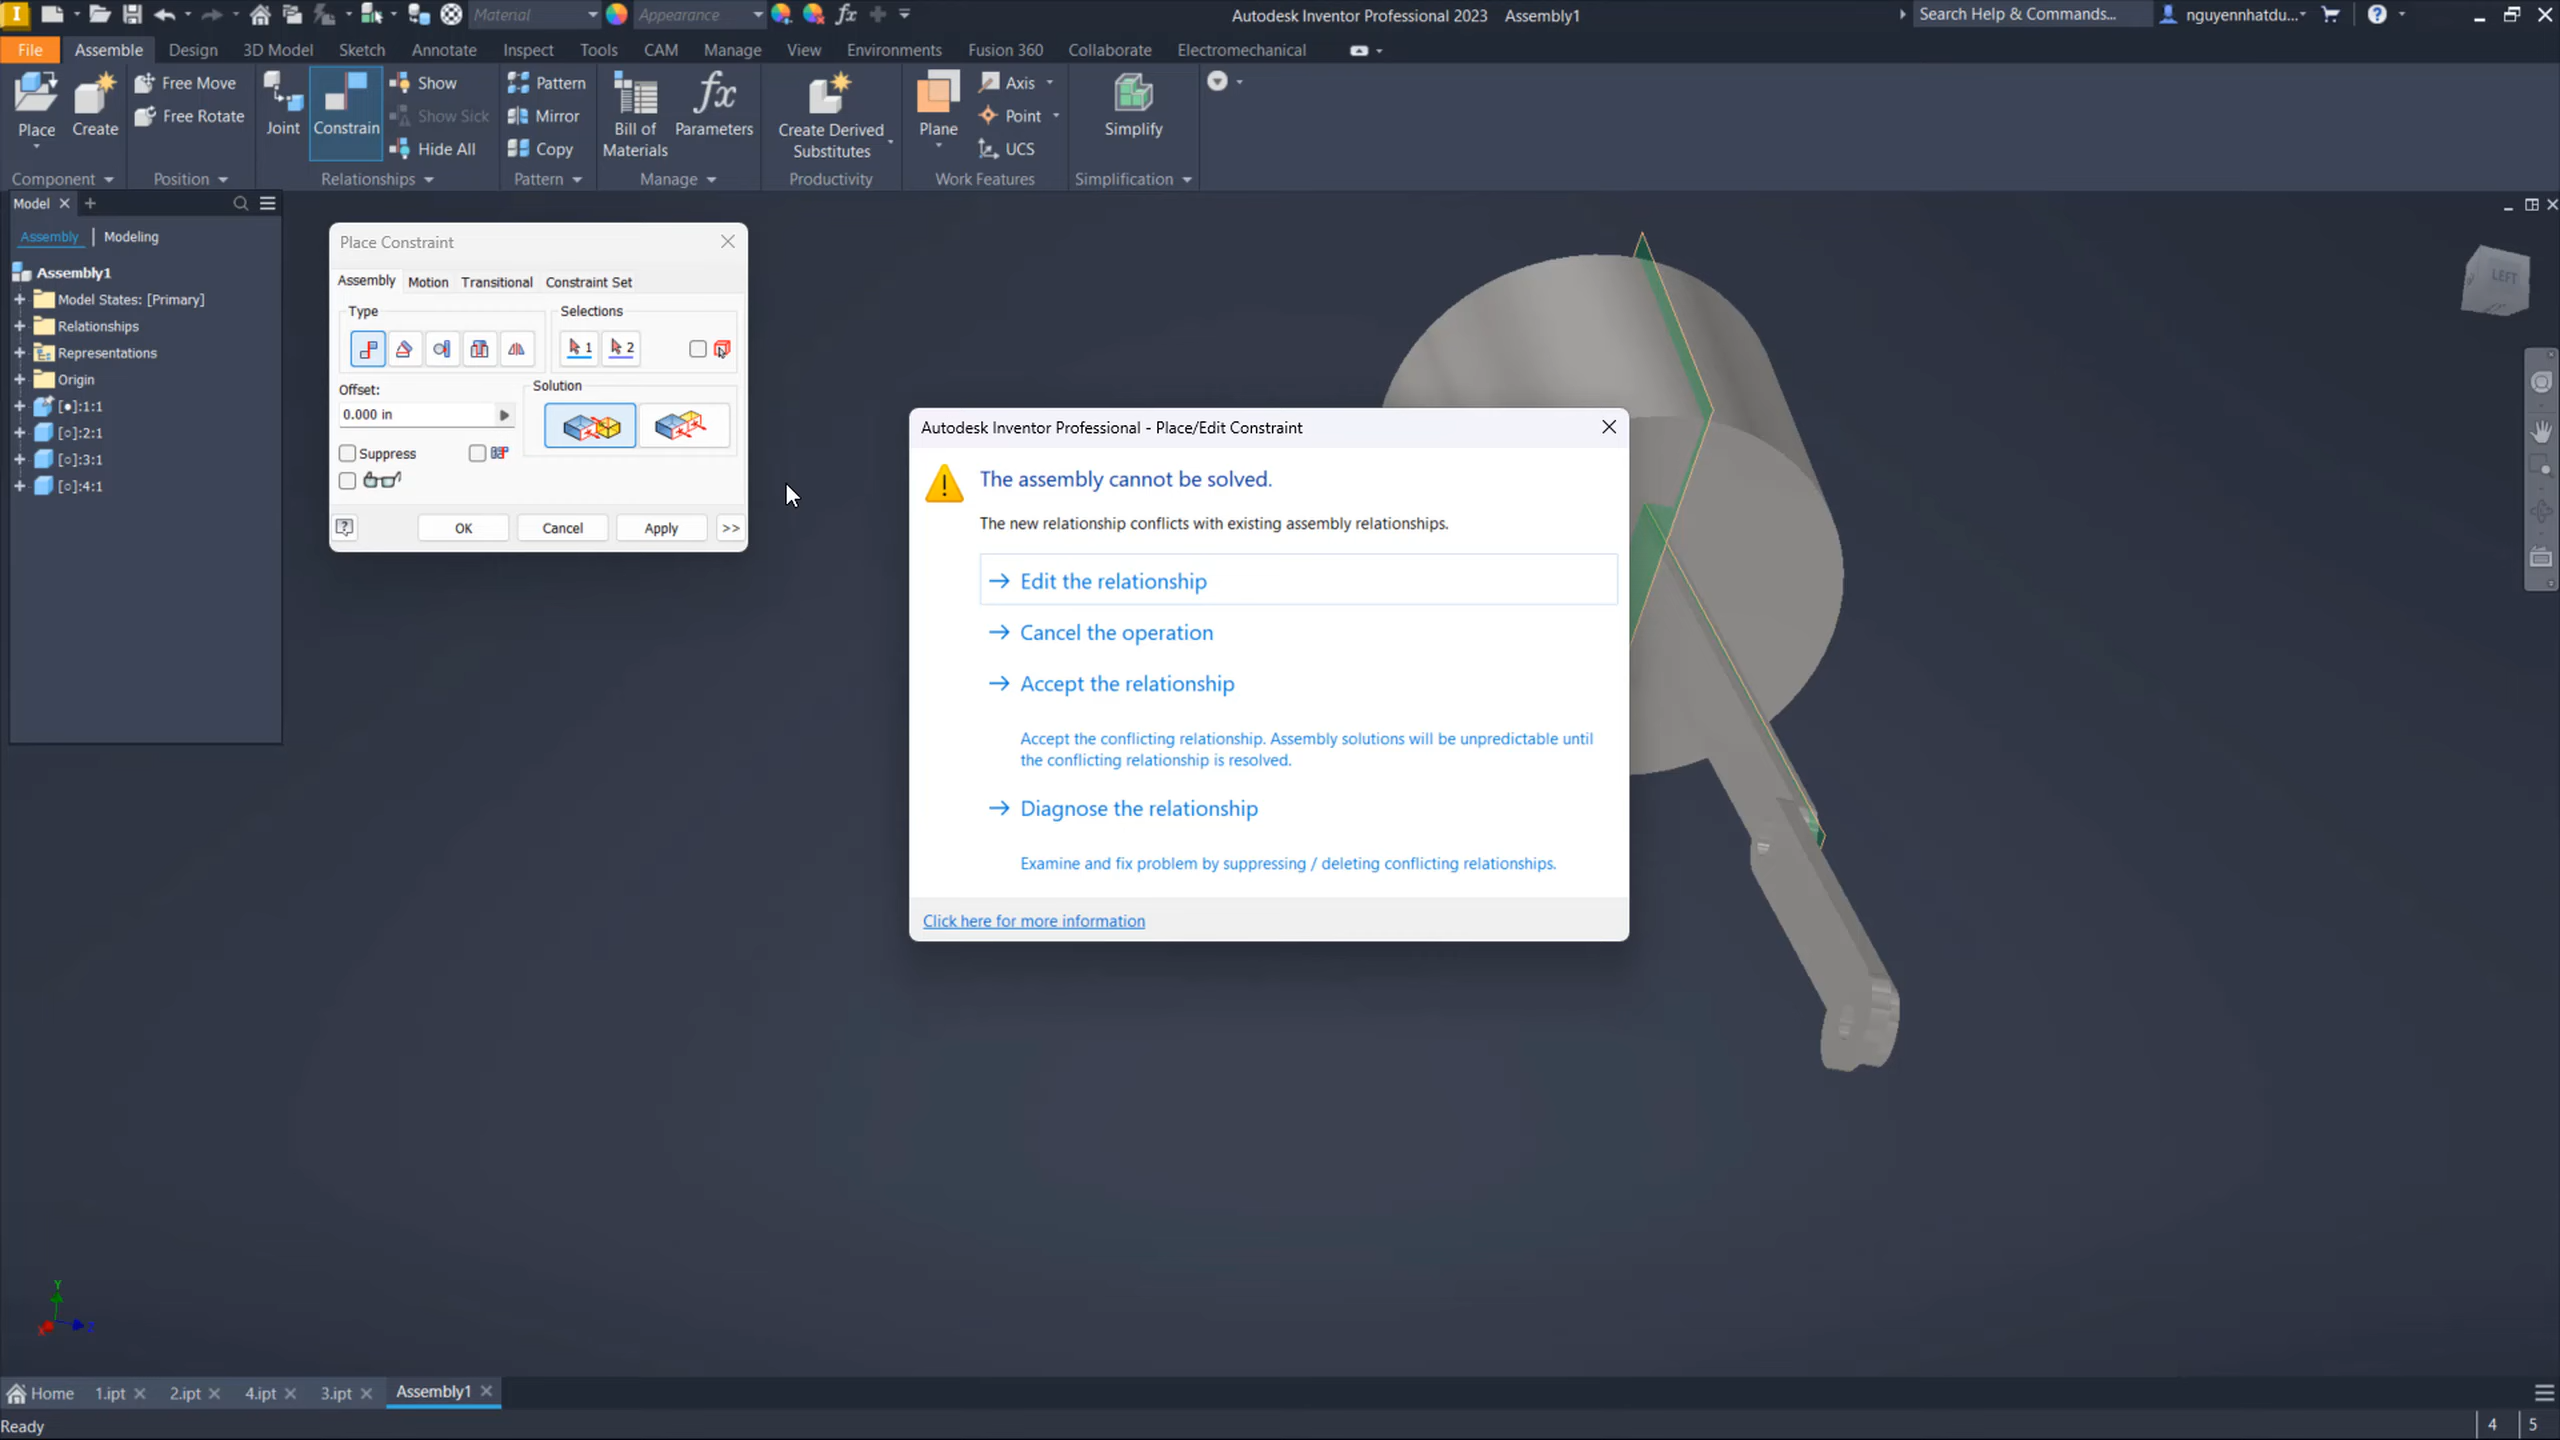 Material
Appearance
Autodesk Inventor Professional 2023 Assembly1
Search Help & Commands...
nguyennhatdu...
File Assemble Design 3D Model Sketch Annotate Inspect Tools CAM Manage View Environments Fusion 360 Collaborate Electromechanical
Place
Create
Free Move
Free Rotate
Joint
Constrain
Show
Show Sick
Hide All
Pattern
Mirror
Copy
Bill of
Materials
Parameters
Create Derived
Substitutes
Plane
Axis
Point
UCS
Simplify
Component
Position
Relationships
Pattern
Manage
Productivity
Work Features
Simplification
Model
Assembly | Modeling
Assembly1
Model States: [Primary]
Relationships
Representations
Origin
[●]:1:1
[○]:2:1
[○]:3:1
[○]:4:1
Place Constraint
Assembly Motion Transitional Constraint Set
Type
Selections
1
2
Offset:
0.000 in
Solution
Suppress
OK
Cancel
Apply
>>
Autodesk Inventor Professional - Place/Edit Constraint
The assembly cannot be solved.
The new relationship conflicts with existing assembly relationships.
Edit the relationship
Cancel the operation
Accept the relationship
Accept the conflicting relationship. Assembly solutions will be unpredictable until
the conflicting relationship is resolved.
Diagnose the relationship
Examine and fix problem by suppressing / deleting conflicting relationships.
Click here for more information
LEFT
Y
Home
1.ipt
2.ipt
4.ipt
3.ipt
Assembly1
Ready
4
5